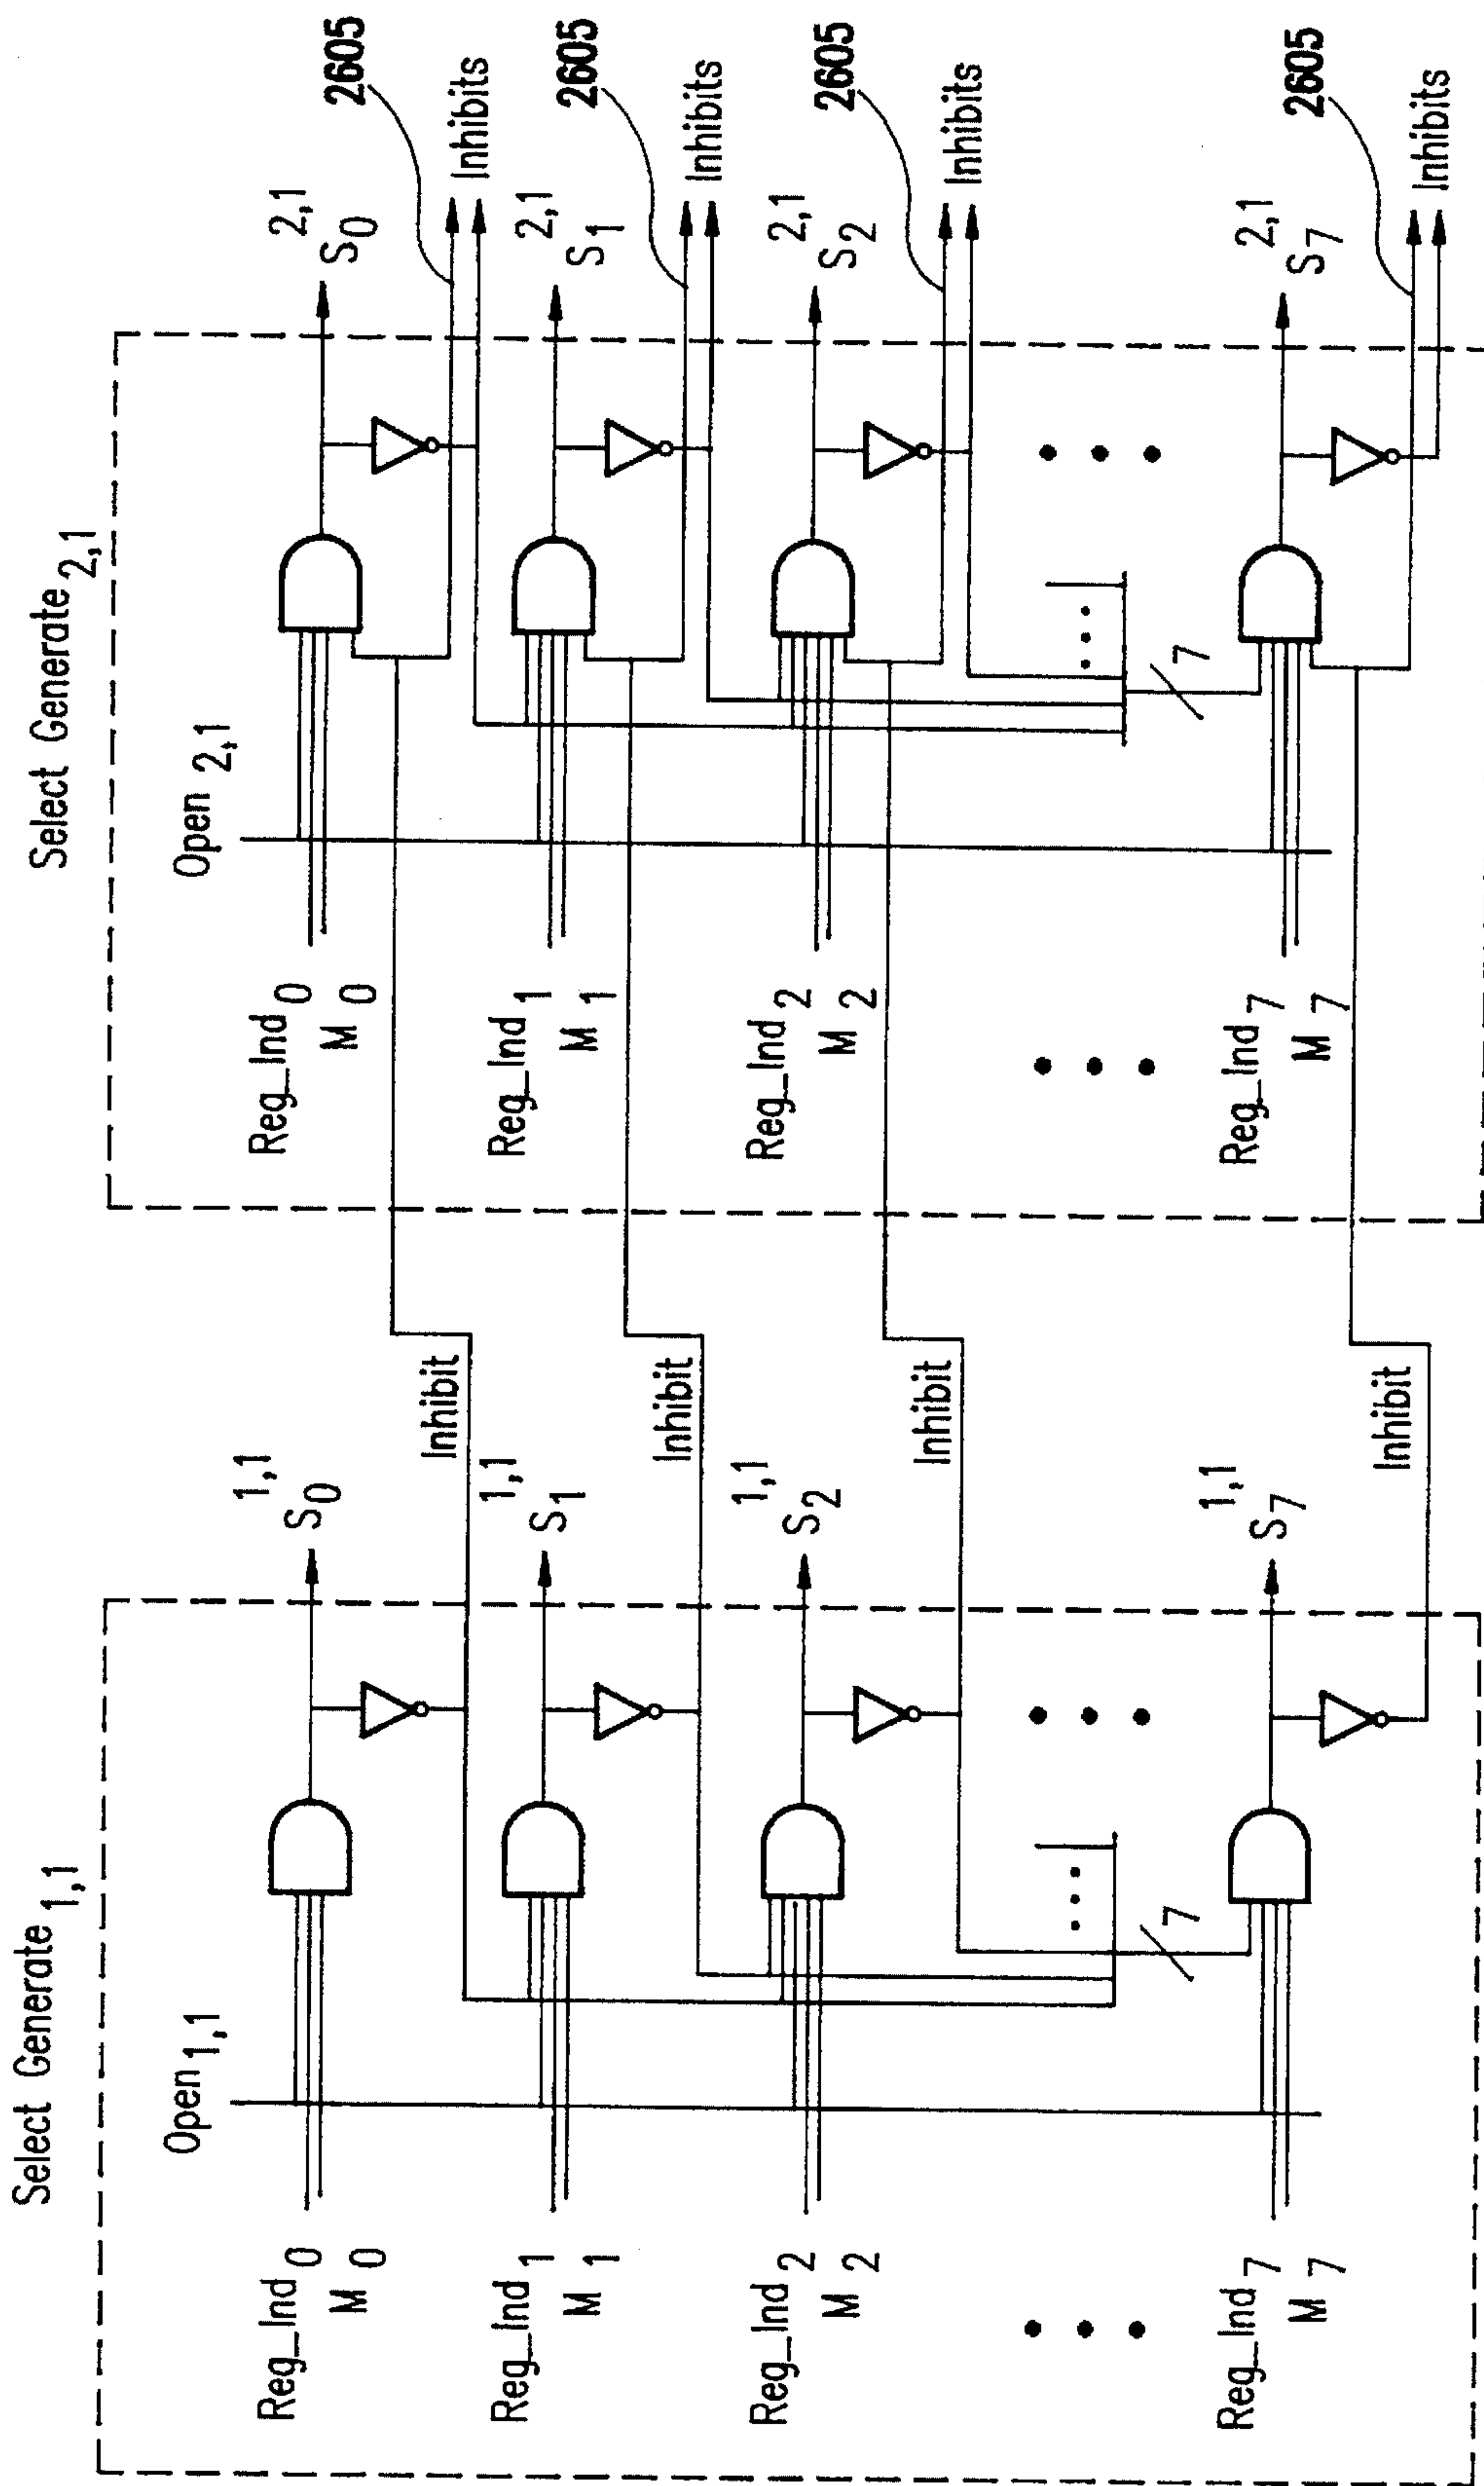 Select Generate 1,1
Open 1,1
Reg_Ind 0
M 0
1,1
S0
Inhibit
Reg_Ind 1
M 1
1,1
S1
Inhibit
Reg_Ind 2
M 2
1,1
S2
Inhibit
7
Reg_Ind 7
M 7
1,1
S7
Inhibit
Select Generate 2,1
Open 2,1
Reg_Ind 0
M 0
2,1
S0
2605
Inhibits
Reg_Ind 1
M 1
2,1
S1
2605
Inhibits
Reg_Ind 2
M 2
2,1
S2
2605
Inhibits
7
Reg_Ind 7
M 7
2,1
S7
2605
Inhibits